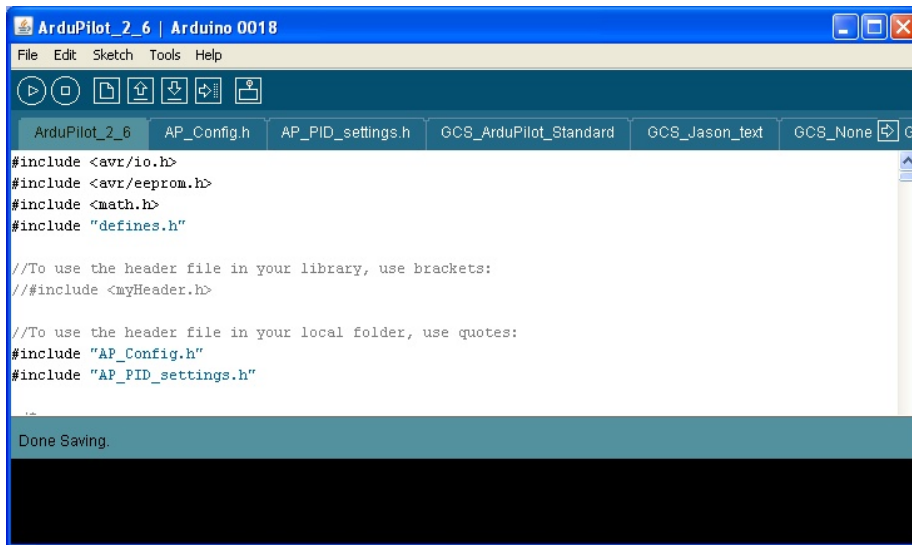 ArduPilot_2_6 | Arduino 0018
File Edit Sketch Tools Help
ArduPilot_2_6 AP_Config.h AP_PID_settings.h GCS_ArduPilot_Standard GCS_Jason_text GCS_None G
#include <avr/io.h>
#include <avr/eeprom.h>
#include <math.h>
#include "defines.h"
//To use the header file in your library, use brackets:
//#include <myHeader.h>
//To use the header file in your local folder, use quotes:
#include "AP_Config.h"
#include "AP_PID_settings.h"
Done Saving.